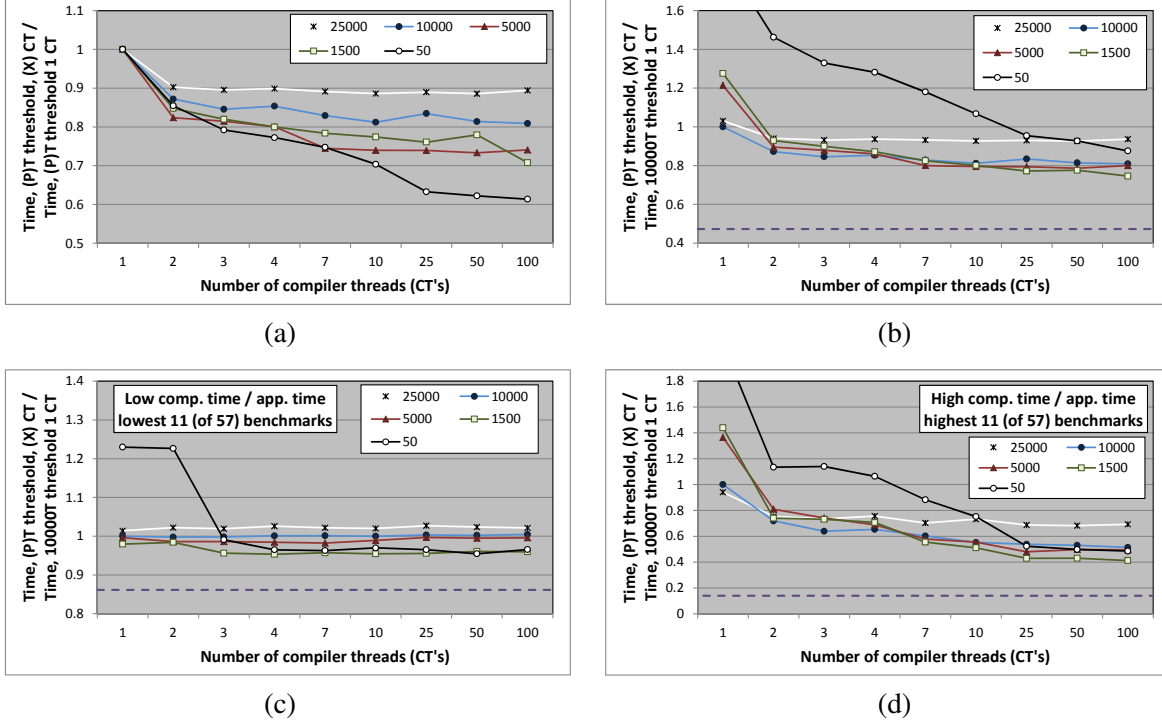 Time, (P)T threshold, (X) CT /
Time, (P)T threshold, 1 CT
1
0.9
0.8
0.7
0.6
0.5
25000 10000 5000
1500 50
1 2 3 4 7 10 25 50 100
Number of compiler threads (CT's)
(a)
Time, (P)T threshold, (X) CT /
Time, 10000T threshold 1 CT
1.6
1.4
1.2
1
0.8
0.6
0.4
25000 10000
5000 1500
50
1 2 3 4 7 10 25 50 100
Number of compiler threads (CT's)
(b)
Time, (P)T threshold, (X) CT /
Time, 10000T threshold 1 CT
1.4
1.3
1.2
1.1
1
0.9
0.8
Low comp. time / app. time
lowest 11 (of 57) benchmarks
25000 10000
5000 1500
50
1 2 3 4 7 10 25 50 100
Number of compiler threads (CT's)
(c)
Time, (P)T threshold, (X) CT /
Time, 10000T threshold 1 CT
1.8
1.6
1.4
1.2
1
0.8
0.6
0.4
0.2
0
High comp. time / app. time
highest 11 (of 57) benchmarks
25000 10000
5000 1500
50
1 2 3 4 7 10 25 50 100
Number of compiler threads (CT's)
(d)